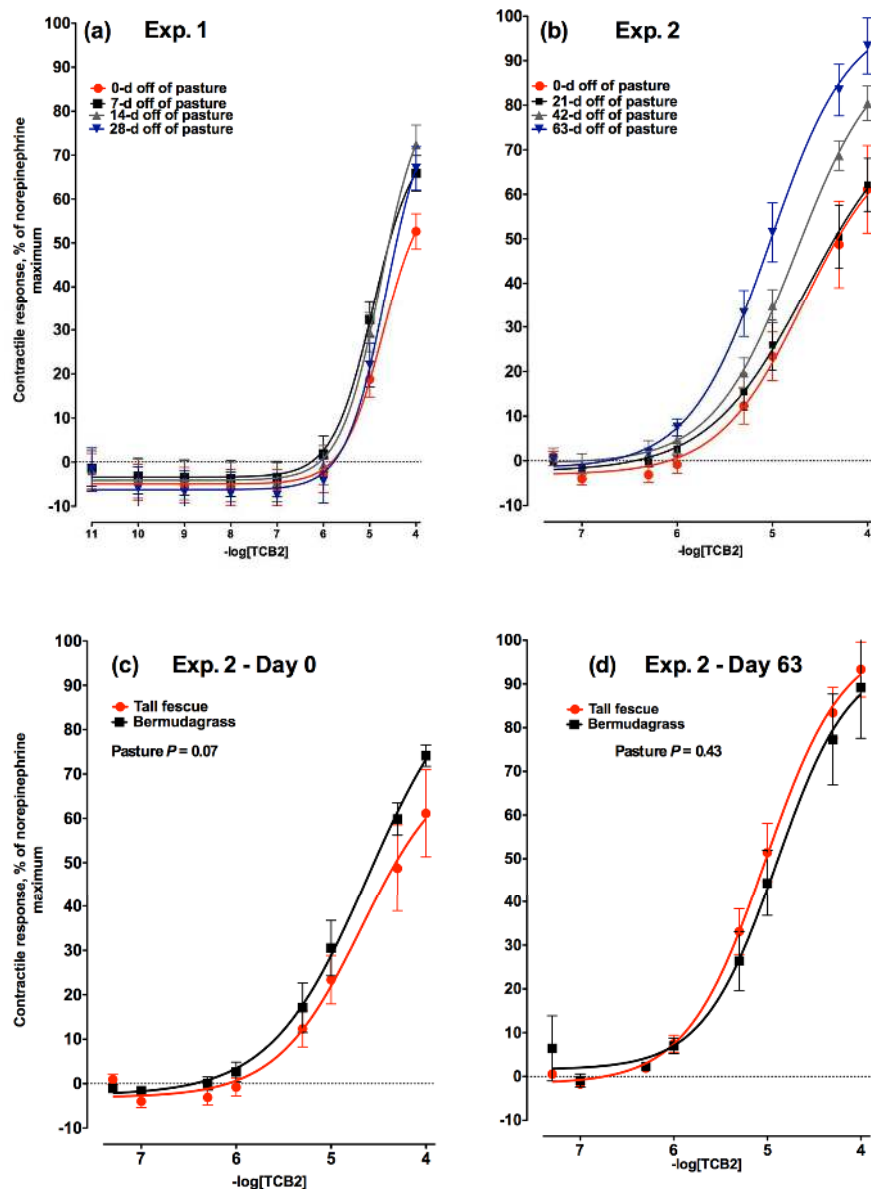 (a) Exp. 1
0-d off of pasture
7-d off of pasture
14-d off of pasture
28-d off of pasture
Contractile response, % of norepinephrine
maximum
100
90
80
70
60
50
40
30
20
10
0
-10
11 10 9 8 7 6 5 4
-log[TCB2]
(b) Exp. 2
0-d off of pasture
21-d off of pasture
42-d off of pasture
63-d off of pasture
100
90
80
70
60
50
40
30
20
10
0
-10
7 6 5 4
-log[TCB2]
(c) Exp. 2 - Day 0
Tall fescue
Bermudagrass
Pasture P = 0.07
Contractile response, % of norepinephrine
maximum
100
90
80
70
60
50
40
30
20
10
0
-10
7 6 5 4
-log[TCB2]
(d) Exp. 2 - Day 63
Tall fescue
Bermudagrass
Pasture P = 0.43
100
90
80
70
60
50
40
30
20
10
0
-10
7 6 5 4
-log[TCB2]